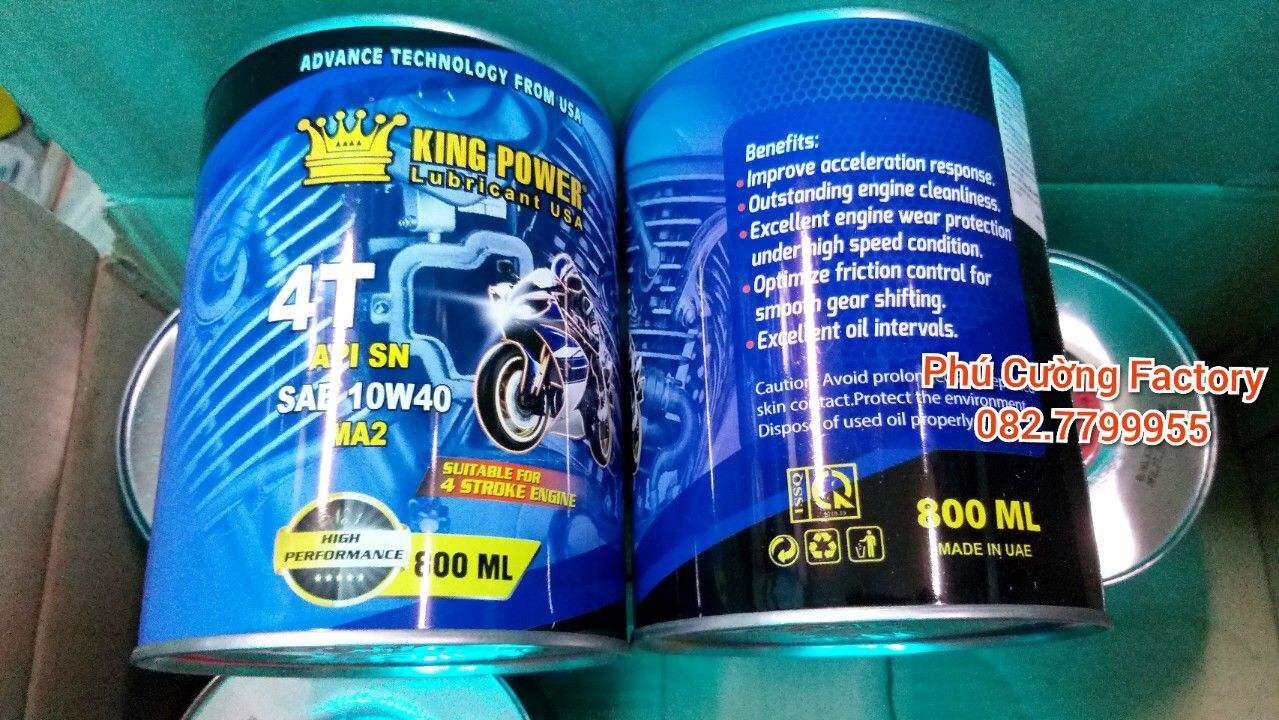 ADVANCE TECHNOLOGY FROM USA
KING POWER®
Lubricant USA
4T
API SN
SAE 10W40
MA2
SUITABLE FOR
4 STROKE ENGINE
HIGH
PERFORMANCE
800 ML
Benefits:
• Improve acceleration response.
• Outstanding engine cleanliness.
• Excellent engine wear protection
under high speed condition.
• Optimize friction control for
smooth gear shifting.
• Excellent oil intervals.
Caution: Avoid
skin contact.Protect the environment
Dispose of used oil properly
Phú Cường Factory
082.7799955
800 ML
MADE IN UAE